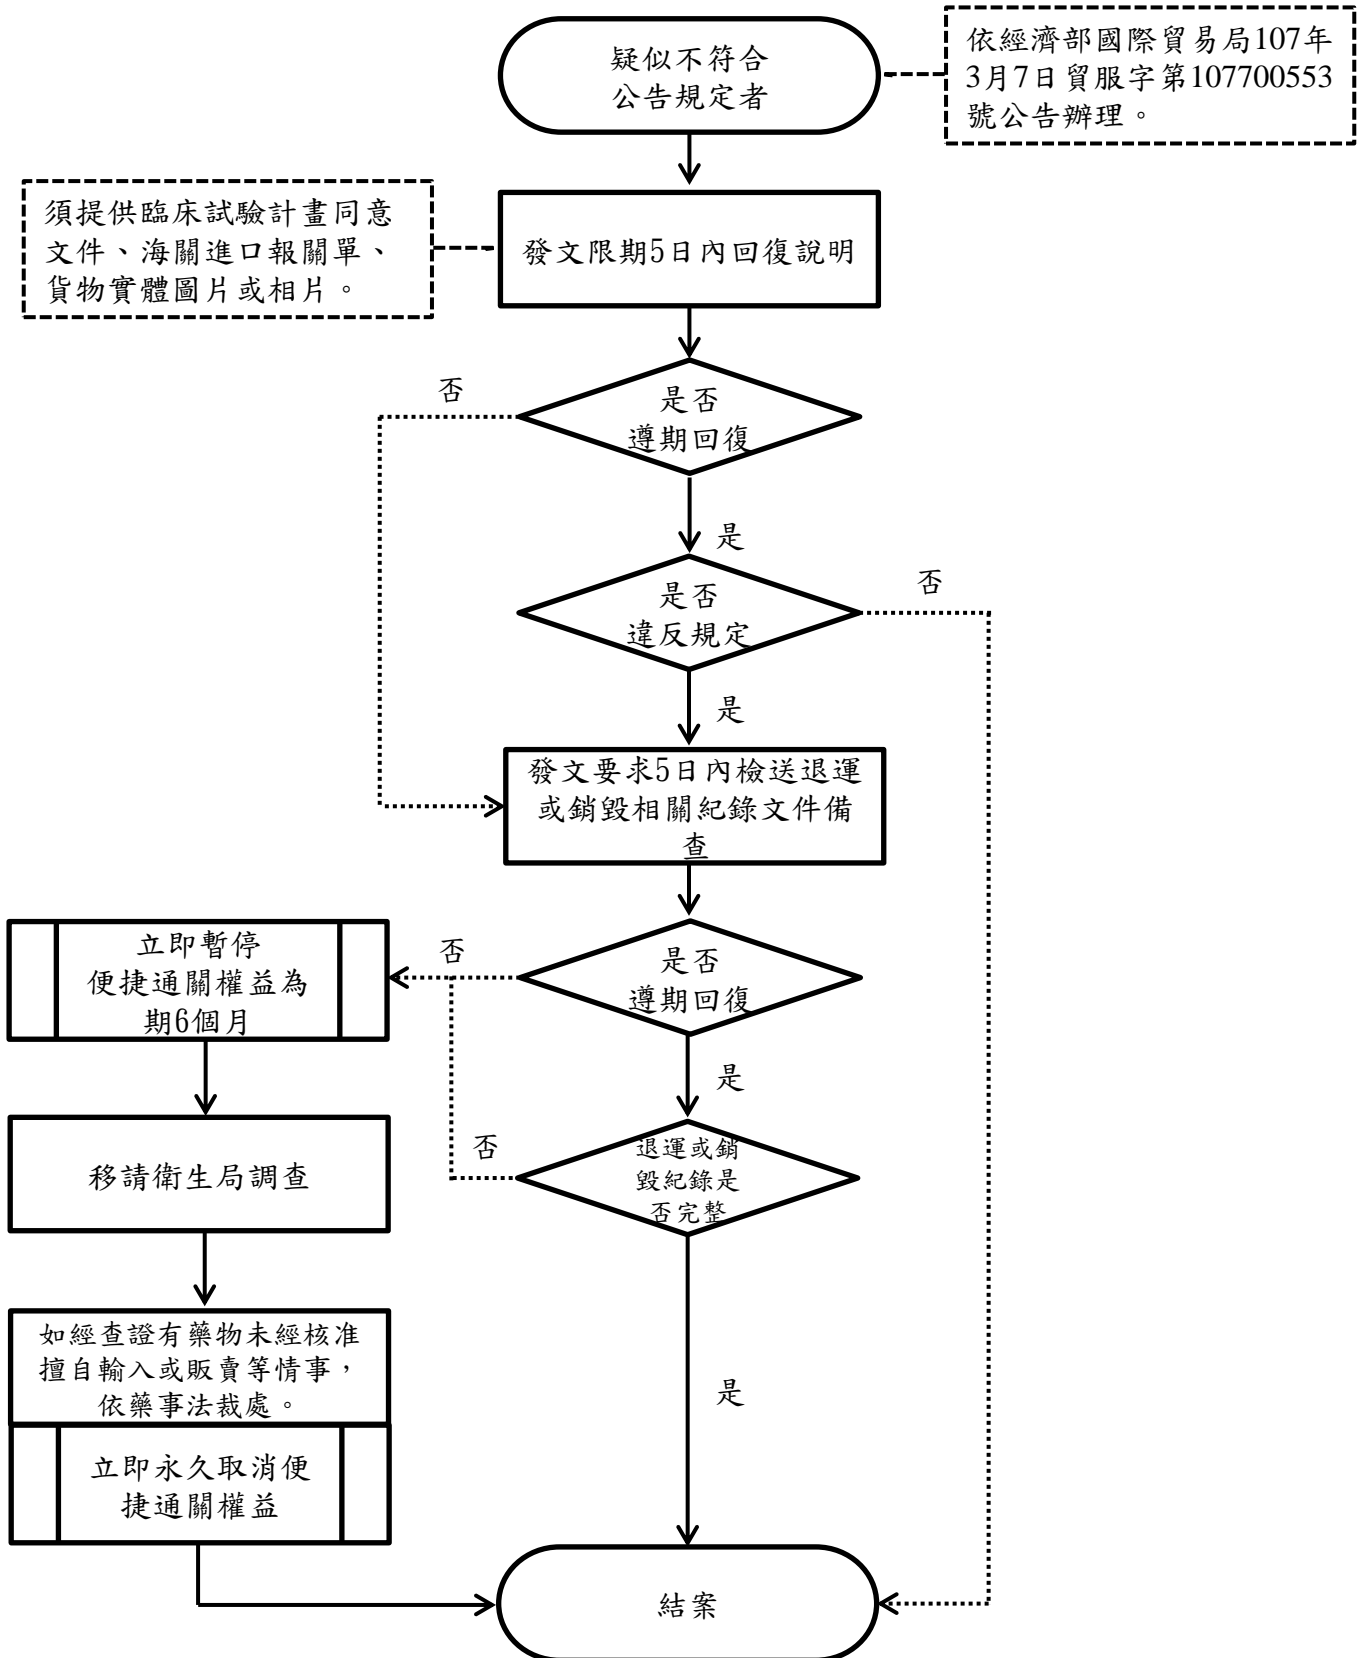 疑似不符合
公告規定者
依經濟部國際貿易局107年
3月7日貿服字第107700553
號公告辦理。
須提供臨床試驗計畫同意
文件、海關進口報關單、
貨物實體圖片或相片。
發文限期5日內回復說明
是否
遵期回復
否
是
是否
違反規定
否
是
發文要求5日內檢送退運
或銷毀相關紀錄文件備
查
立即暫停
便捷通關權益為
期6個月
否
是否
遵期回復
是
移請衛生局調查
否
退運或銷
毀紀錄是
否完整
如經查證有藥物未經核准
擅自輸入或販賣等情事，
依藥事法裁處。
是
立即永久取消便
捷通關權益
結案